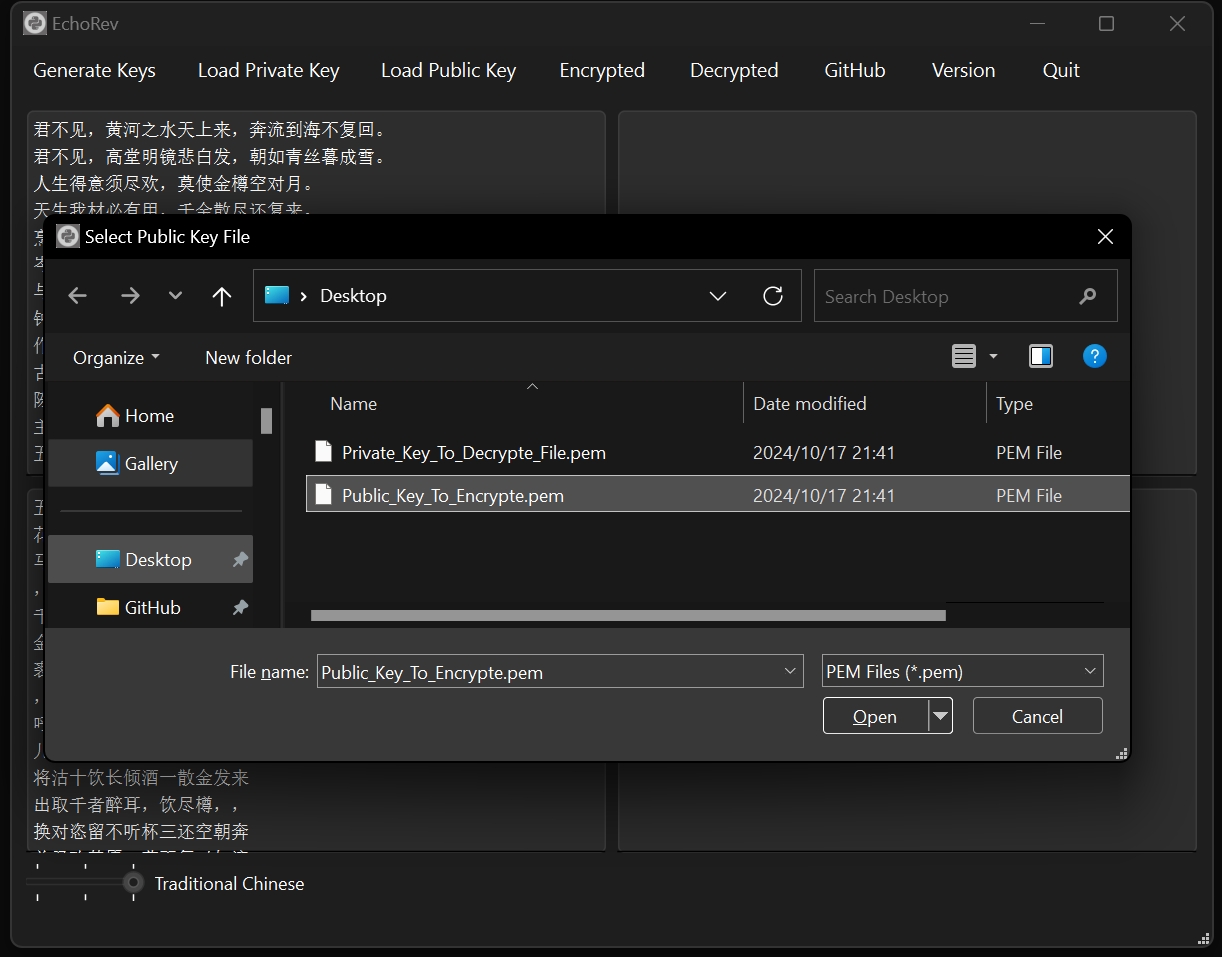 EchoRev
Generate Keys Load Private Key Load Public Key Encrypted Decrypted GitHub Version Quit
君不见，黄河之水天上来，奔流到海不复回。
君不见，高堂明镜悲白发，朝如青丝暮成雪。
人生得意须尽欢，莫使金樽空对月。
天生我材必有用，千金散尽还复来。
Select Public Key File
Desktop
Search Desktop
Organize
New folder
Home
Gallery
Desktop
GitHub
Name Date modified Type
Private_Key_To_Decrypte_File.pem 2024/10/17 21:41 PEM File
Public_Key_To_Encrypte.pem 2024/10/17 21:41 PEM File
File name: Public_Key_To_Encrypte.pem PEM Files (*.pem)
Open Cancel
将沽十饮长倾酒一散金发来
出取千者醉耳，饮尽樽，，
换对恣留不听杯三还空朝奔
Traditional Chinese